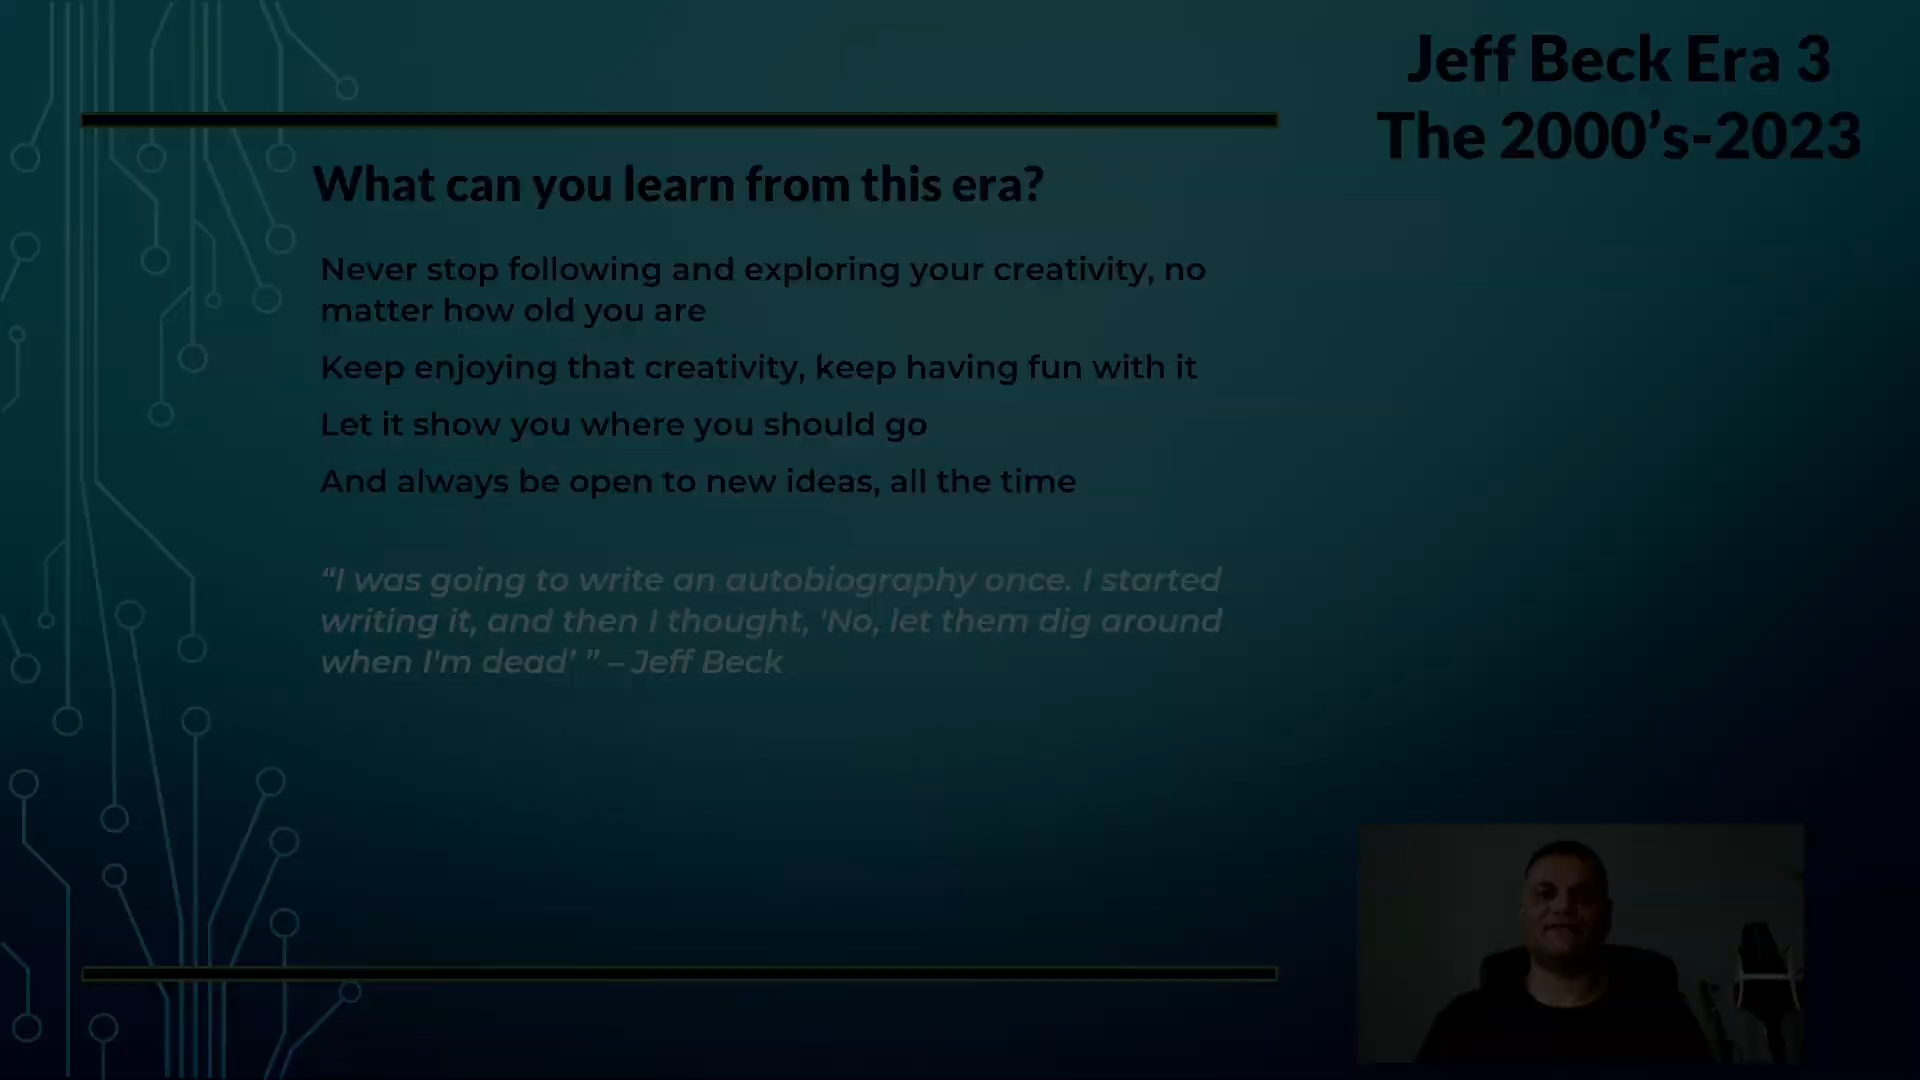 Jeff Beck Era 3
The 2000’s-2023
What can you learn from this era?
Never stop following and exploring your creativity, no
matter how old you are
Keep enjoying that creativity, keep having fun with it
Let it show you where you should go
And always be open to new ideas, all the time
“I was going to write an autobiography once. I started
writing it, and then I thought, 'No, let them dig around
when I'm dead' ” – Jeff Beck